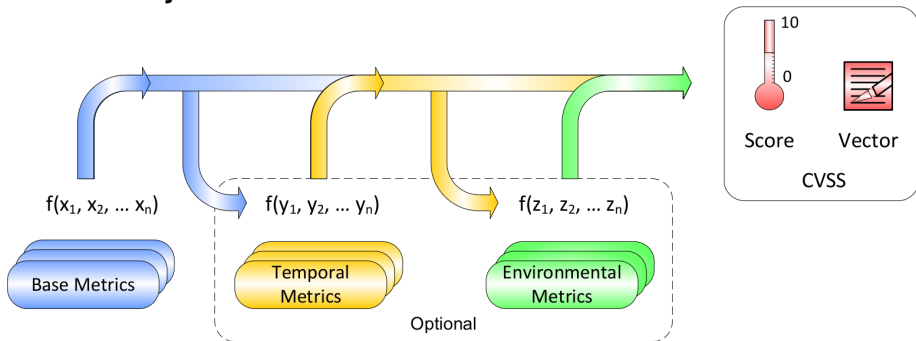 10
0
Score
Vector
CVSS
f(x₁, x₂, ... xₙ)
f(y₁, y₂, ... yₙ)
f(z₁, z₂, ... zₙ)
Base Metrics
Temporal
Metrics
Environmental
Metrics
Optional